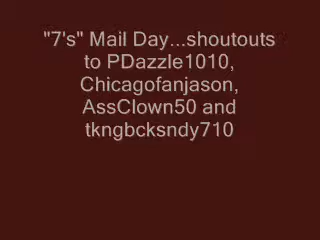 "7's" Mail Day...shoutouts
to PDazzle1010,
Chicagofanjason,
AssClown50 and
tkngbcksndy710